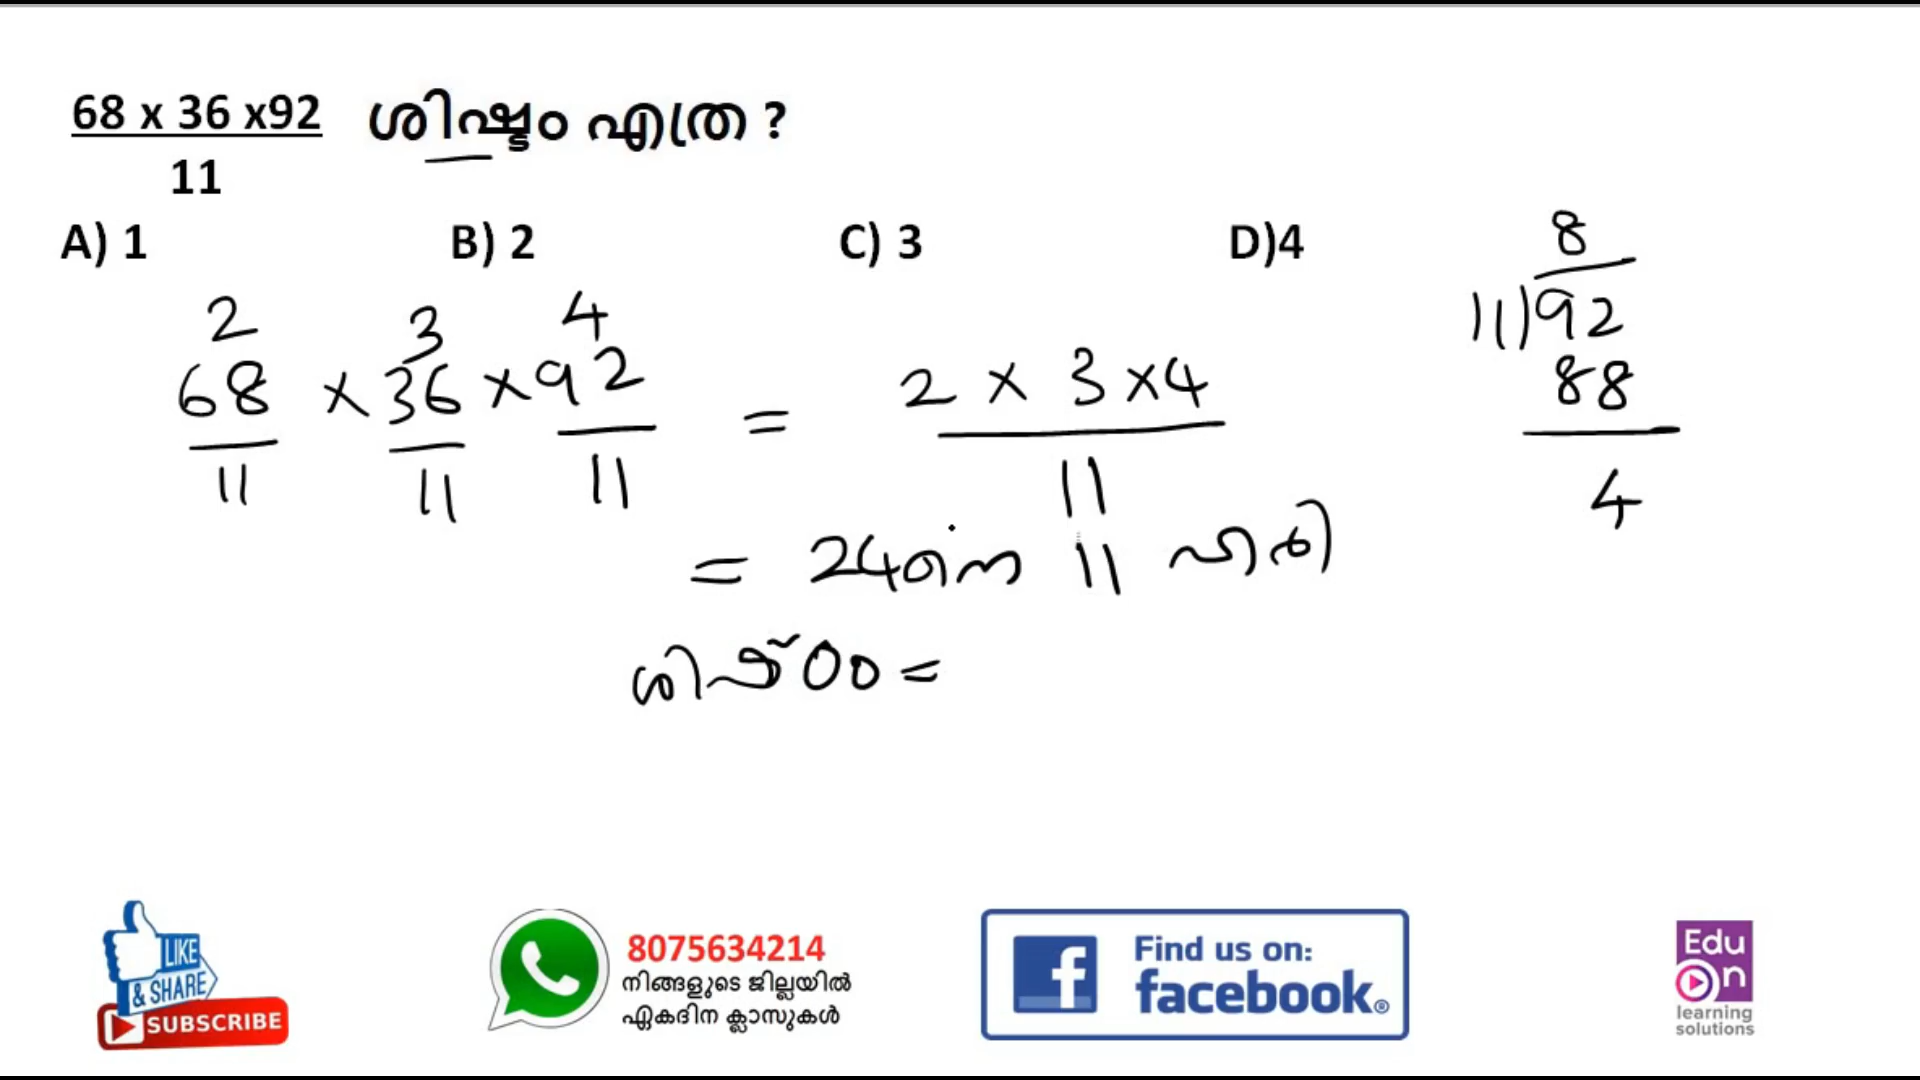 68 x 36 x92 ശിഷ്ടം എത്ര ?
11
A) 1 B) 2 C) 3 D)4
2 3 4
68 × 36 × 92 = 2 × 3 × 4
11 11 11 11
8
11)92
88
4
= 24നെ 11
ശിഷ്ടം =
LIKE
& SHARE
SUBSCRIBE
8075634214
നിങ്ങളുടെ ജില്ലയിൽ
ഏകദിന ക്ലാസുകൾ
Find us on:
facebook®
Edu
On
learning
solutions